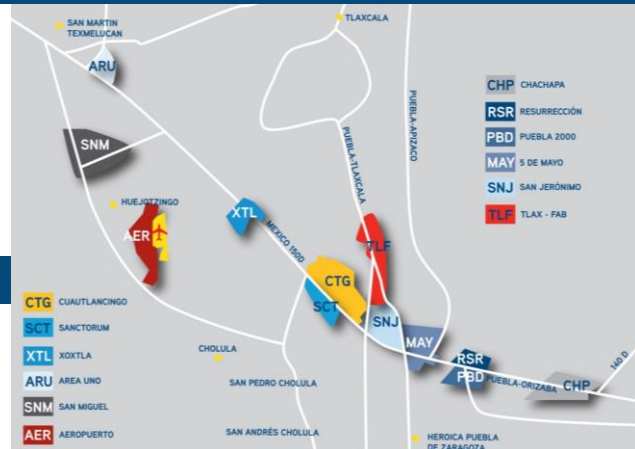 SAN MARTIN
TEXMELUCAN
TLAXCALA
ARU
CHP CHACHAPA
RSR RESURRECCIÓN
PBD PUEBLA 2000
MAY 5 DE MAYO
SNJ SAN JERÓNIMO
TLF TLAX - FAB
PUEBLA-APIZACO
PUEBLA-TLAXCALA
SNM
HUEJOTZINGO
XTL
AER
MEXICO 150D
TLF
CTG
SCT
SNJ
MAY
RSR
PBD
PUEBLA-ORIZABA
CHP
140 D
CTG CUAUTLANCINGO
SCT SANCTORUM
XTL XOXTLA
ARU AREA UNO
SNM SAN MIGUEL
AER AEROPUERTO
CHOLULA
SAN PEDRO CHOLULA
SAN ANDRÉS CHOLULA
HEROICA PUEBLA
DE ZARAGOZA